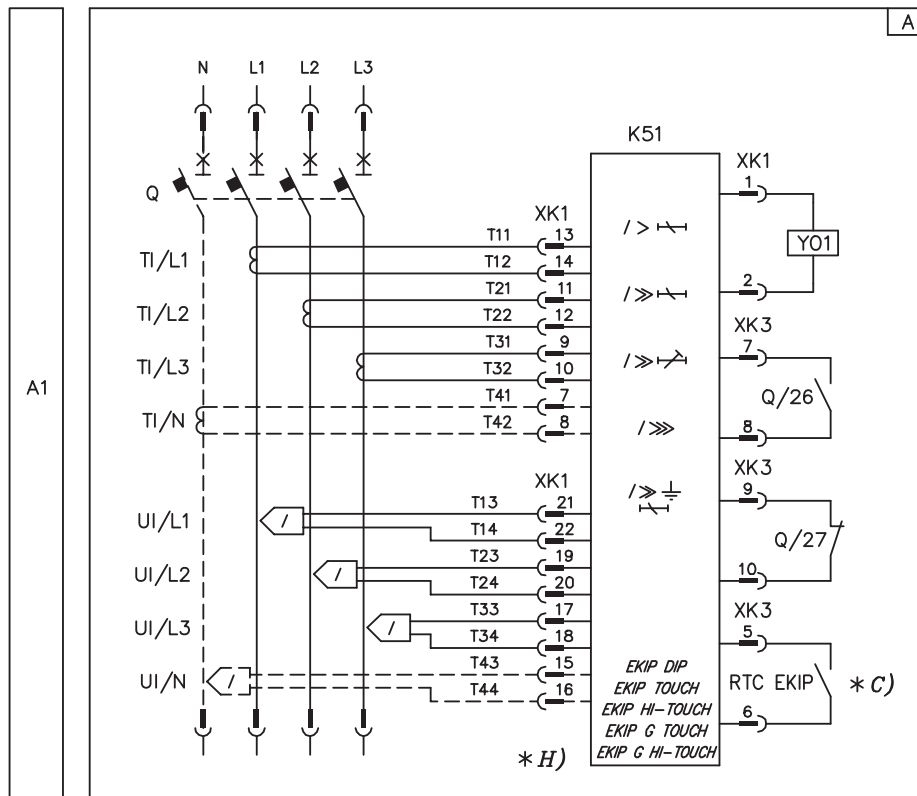 A
N L1 L2 L3
K51
XK1
1
Q
XK1
T11 13
I> 
Y01
TI/L1
T12 14
T21 11
I≫
2
TI/L2
T22 12
XK3
T31 9
7
TI/L3
T32 10
I≫
A1
T41 7
Q/26
TI/N
T42 8
I⋙
8
XK3
XK1
I≫
9
T13 21
UI/L1
T14 22
T23 19
Q/27
UI/L2
T24 20
10
XK3
T33 17
5
UI/L3
T34 18
T43 15
EKIP DIP
UI/N
T44 16
EKIP TOUCH
RTC EKIP *C)
EKIP HI-TOUCH
6
EKIP G TOUCH
EKIP G HI-TOUCH
*H)